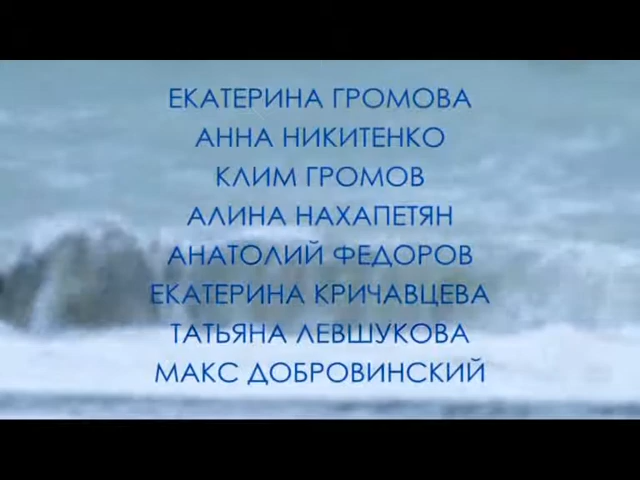 ЕКАТЕРИНА ГРОМОВА
АННА НИКИТЕНКО
КЛИМ ГРОМОВ
АЛИНА НАХАПЕТЯН
АНАТОЛИЙ ФЕДОРОВ
ЕКАТЕРИНА КРИЧАВЦЕВА
ТАТЬЯНА ЛЕВШУКОВА
МАКС ДОБРОВИНСКИЙ